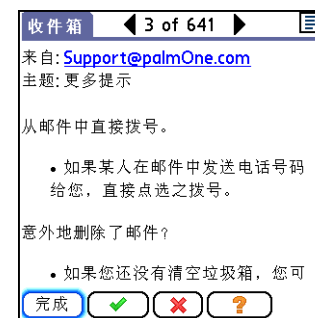 收件箱 3 of 641
来自: Support@palmOne.com
主题: 更多提示
从邮件中直接拨号。
• 如果某人在邮件中发送电话号码
给您，直接点选之拨号。
意外地删除了邮件?
• 如果您还没有清空垃圾箱，您可
完成
?